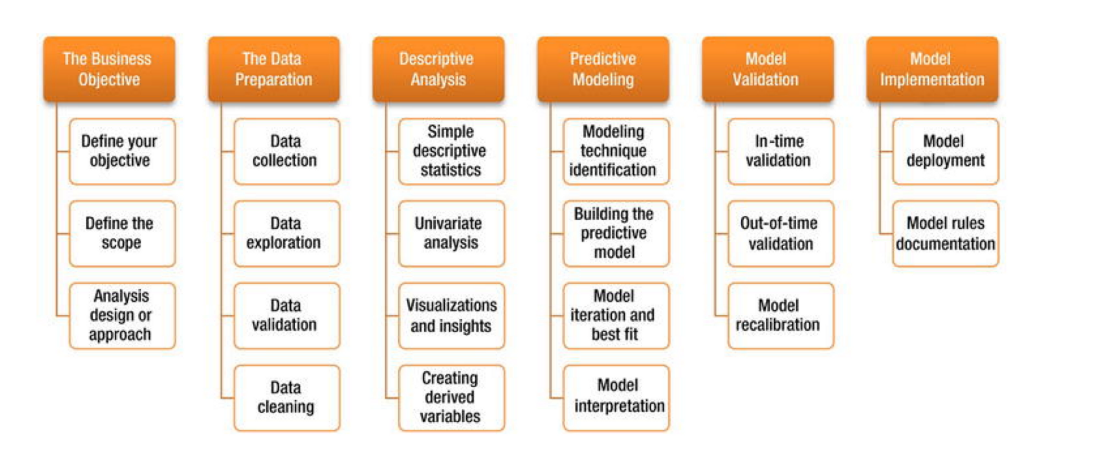 The Business
Objective
Define your
objective
Define the
scope
Analysis
design or
approach
The Data
Preparation
Data
collection
Data
exploration
Data
validation
Data
cleaning
Descriptive
Analysis
Simple
descriptive
statistics
Univariate
analysis
Visualizations
and insights
Creating
derived
variables
Predictive
Modeling
Modeling
technique
identification
Building the
predictive
model
Model
iteration and
best fit
Model
interpretation
Model
Validation
In-time
validation
Out-of-time
validation
Model
recalibration
Model
Implementation
Model
deployment
Model rules
documentation